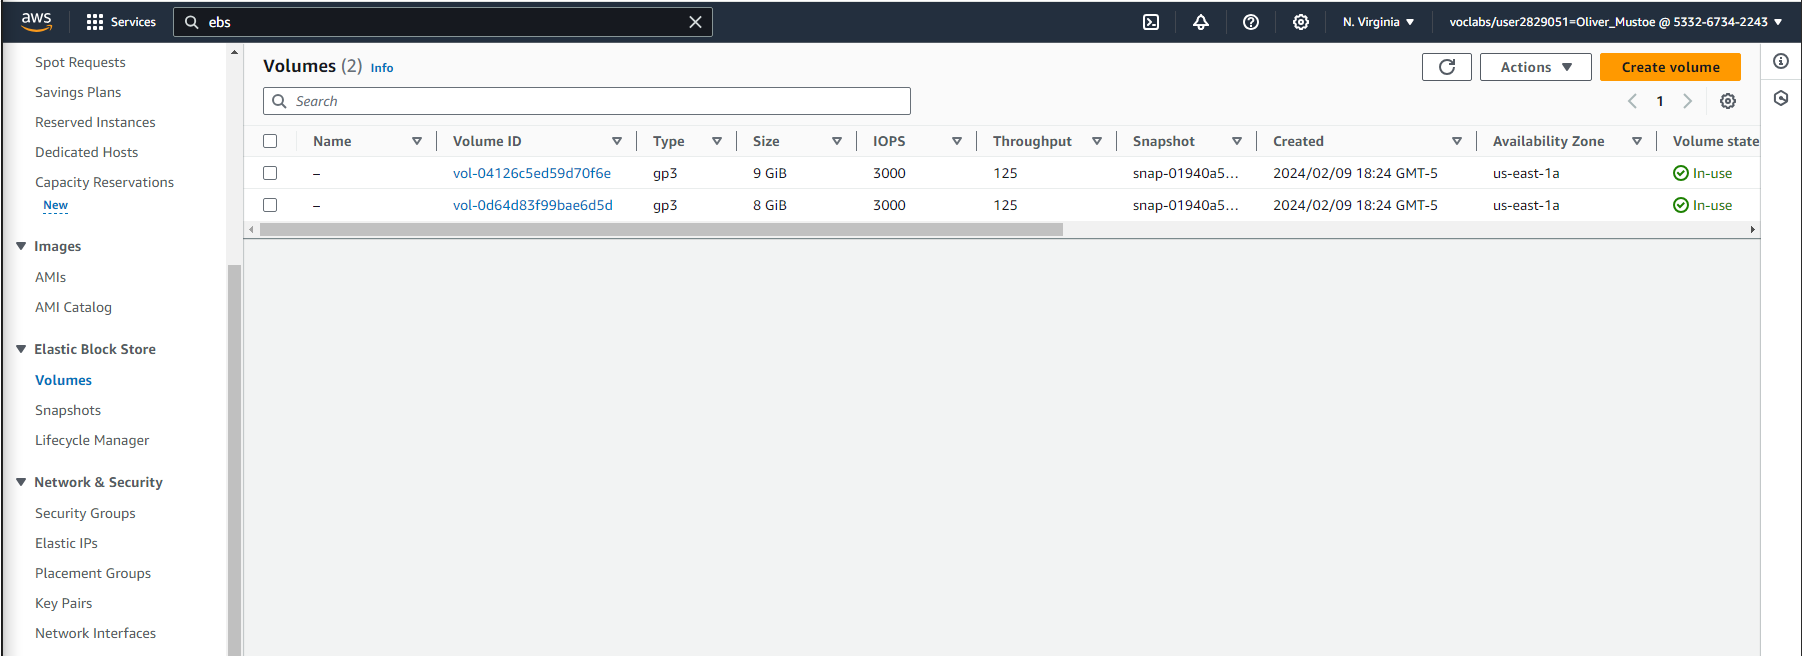 aws Services ebs N. Virginia voclabs/user2829051=Oliver_Mustoe @ 5332-6734-2243
Spot Requests
Savings Plans
Reserved Instances
Dedicated Hosts
Capacity Reservations
New
Images
AMIs
AMI Catalog
Elastic Block Store
Volumes
Snapshots
Lifecycle Manager
Network & Security
Security Groups
Elastic IPs
Placement Groups
Key Pairs
Network Interfaces
Volumes (2) Info Actions Create volume
Search 1
Name Volume ID Type Size IOPS Throughput Snapshot Created Availability Zone Volume state
– vol-04126c5ed59d70f6e gp3 9 GiB 3000 125 snap-01940a5... 2024/02/09 18:24 GMT-5 us-east-1a In-use
– vol-0d64d83f99bae6d5d gp3 8 GiB 3000 125 snap-01940a5... 2024/02/09 18:24 GMT-5 us-east-1a In-use